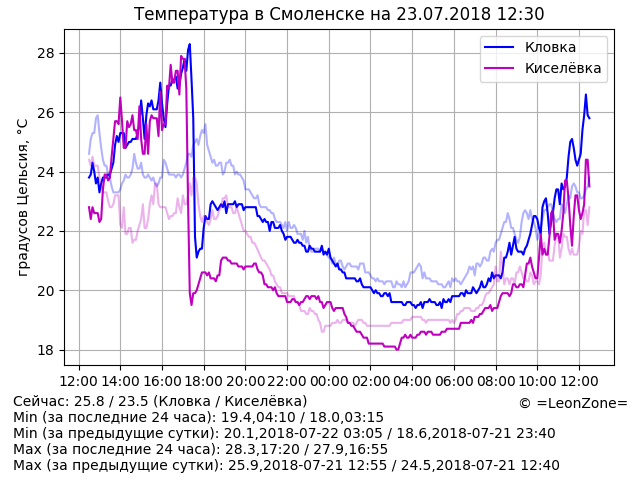 Температура в Смоленске на 23.07.2018 12:30
градусов Цельсия, °C
28
26
24
22
20
18
Кловка
Киселёвка
12:00 14:00 16:00 18:00 20:00 22:00 00:00 02:00 04:00 06:00 08:00 10:00 12:00
Сейчас: 25.8 / 23.5 (Кловка / Киселёвка)
© =LeonZone=
Min (за последние 24 часа): 19.4,04:10 / 18.0,03:15
Min (за предыдущие сутки): 20.1,2018-07-22 03:05 / 18.6,2018-07-21 23:40
Max (за последние 24 часа): 28.3,17:20 / 27.9,16:55
Max (за предыдущие сутки): 25.9,2018-07-21 12:55 / 24.5,2018-07-21 12:40